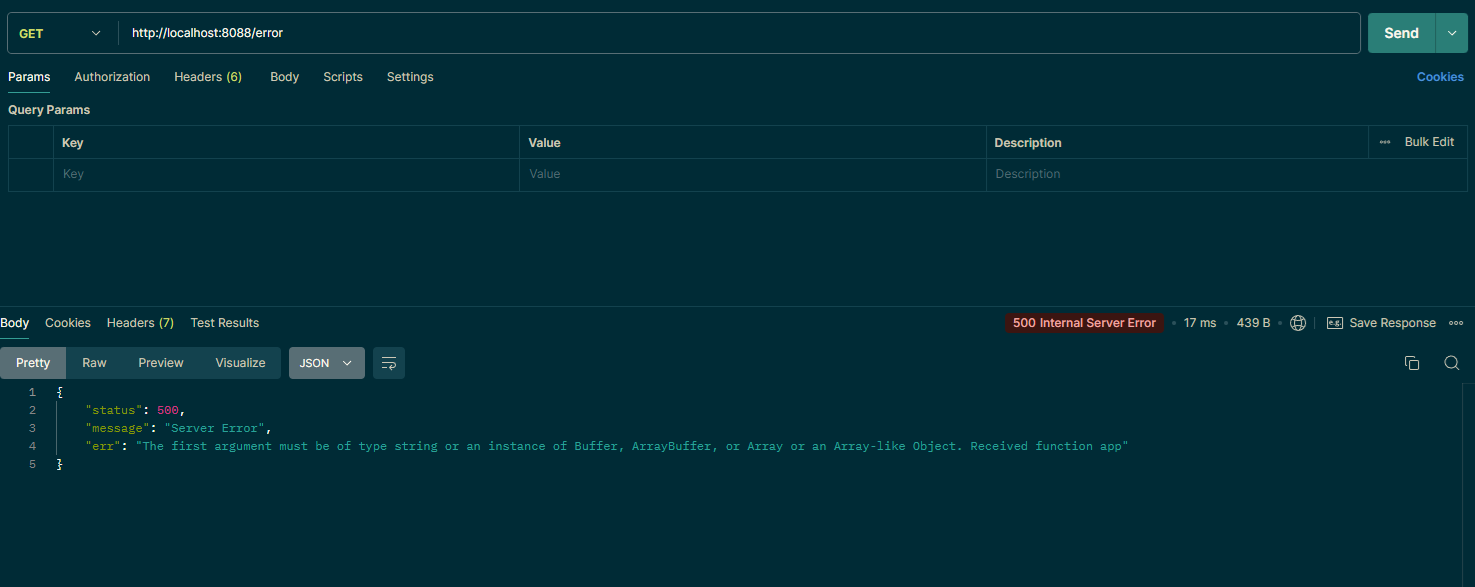 GET http://localhost:8088/error Send
Params Authorization Headers (6) Body Scripts Settings Cookies
Query Params
Key Value Description ••• Bulk Edit
Key Value Description
Body Cookies Headers (7) Test Results 500 Internal Server Error • 17 ms • 439 B • e.g. Save Response
Pretty Raw Preview Visualize JSON
1 {
2 "status": 500,
3 "message": "Server Error",
4 "err": "The first argument must be of type string or an instance of Buffer, ArrayBuffer, or Array or an Array-like Object. Received function app"
5 }